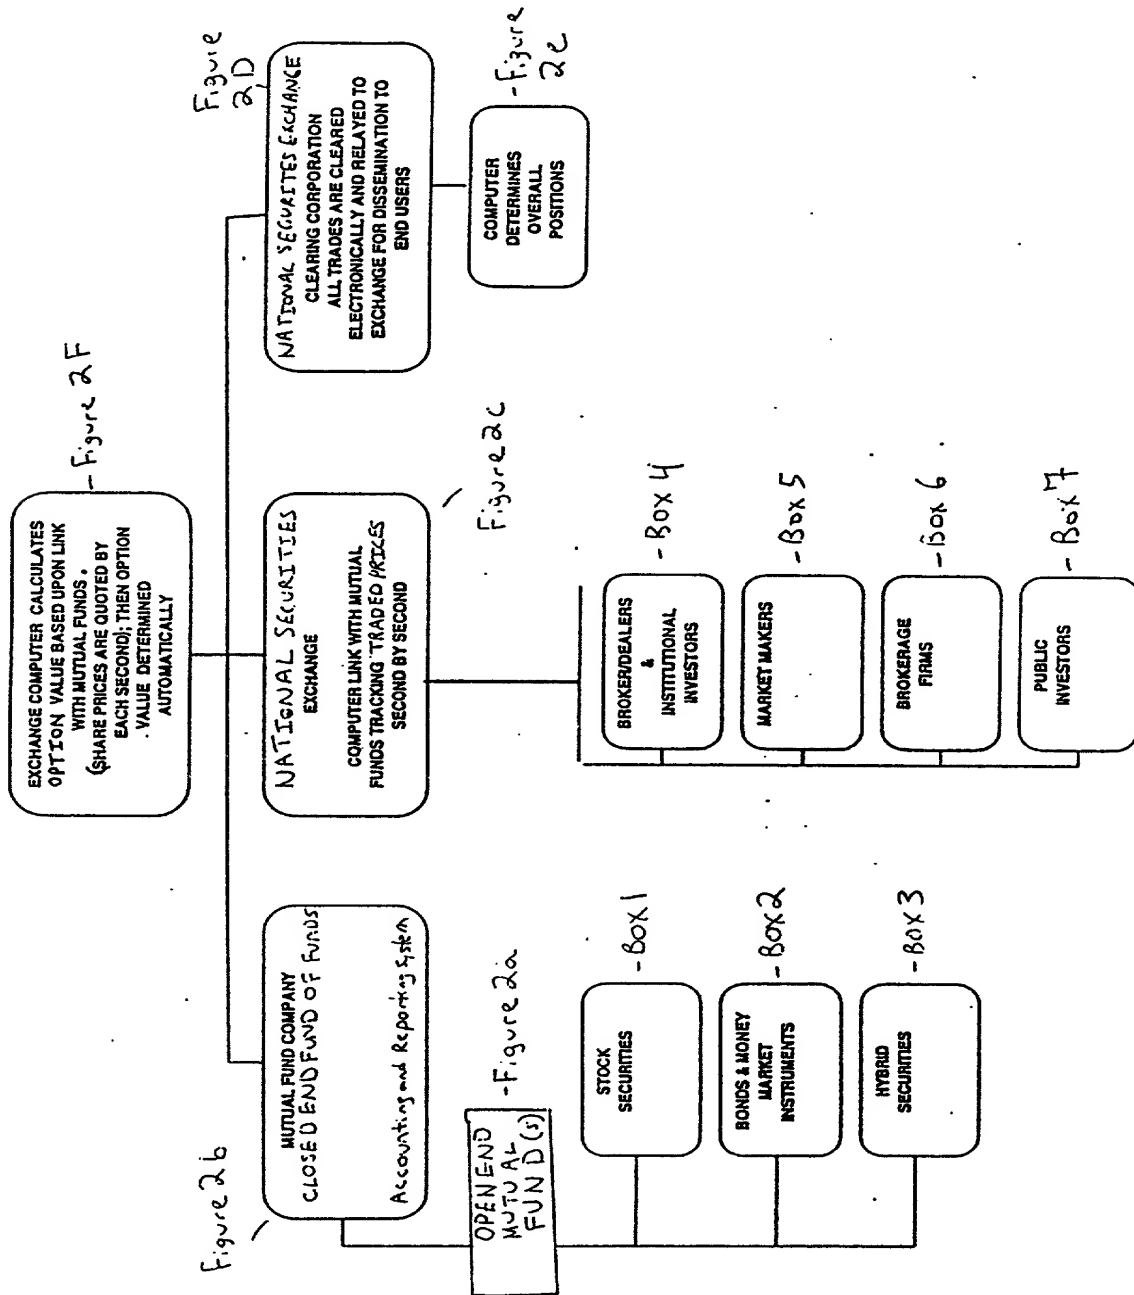 EXCHANGE COMPUTER CALCULATES
OPTION VALUE BASED UPON LINK
WITH MUTUAL FUNDS .
(SHARE PRICES ARE QUOTED BY
EACH SECOND); THEN OPTION
. VALUE DETERMINED
AUTOMATICALLY
- Figure 2F
Figure 2b
MUTUAL FUND COMPANY
CLOSED END FUND OF FUNDS
Accounting and Reporting System
OPEN END
MUTUAL
FUND(s)
- Figure 2a
STOCK
SECURITIES
- Box 1
BONDS & MONEY
MARKET
INSTRUMENTS
- Box 2
HYBRID
SECURITIES
- Box 3
NATIONAL SECURITIES
EXCHANGE
COMPUTER LINK WITH MUTUAL
FUNDS TRACKING TRADED PRICES
SECOND BY SECOND
Figure 2c
BROKER/DEALERS
&
INSTITUTIONAL
INVESTORS
- Box 4
MARKET MAKERS
- Box 5
BROKERAGE
FIRMS
- Box 6
PUBLIC
INVESTORS
- Box 7
Figure
2D
NATIONAL SECURITES EXCHANGE
CLEARING CORPORATION
ALL TRADES ARE CLEARED
ELECTRONICALLY AND RELAYED TO
EXCHANGE FOR DISSEMINATION TO
END USERS
COMPUTER
DETERMINES
OVERALL
POSITIONS
- Figure
2e